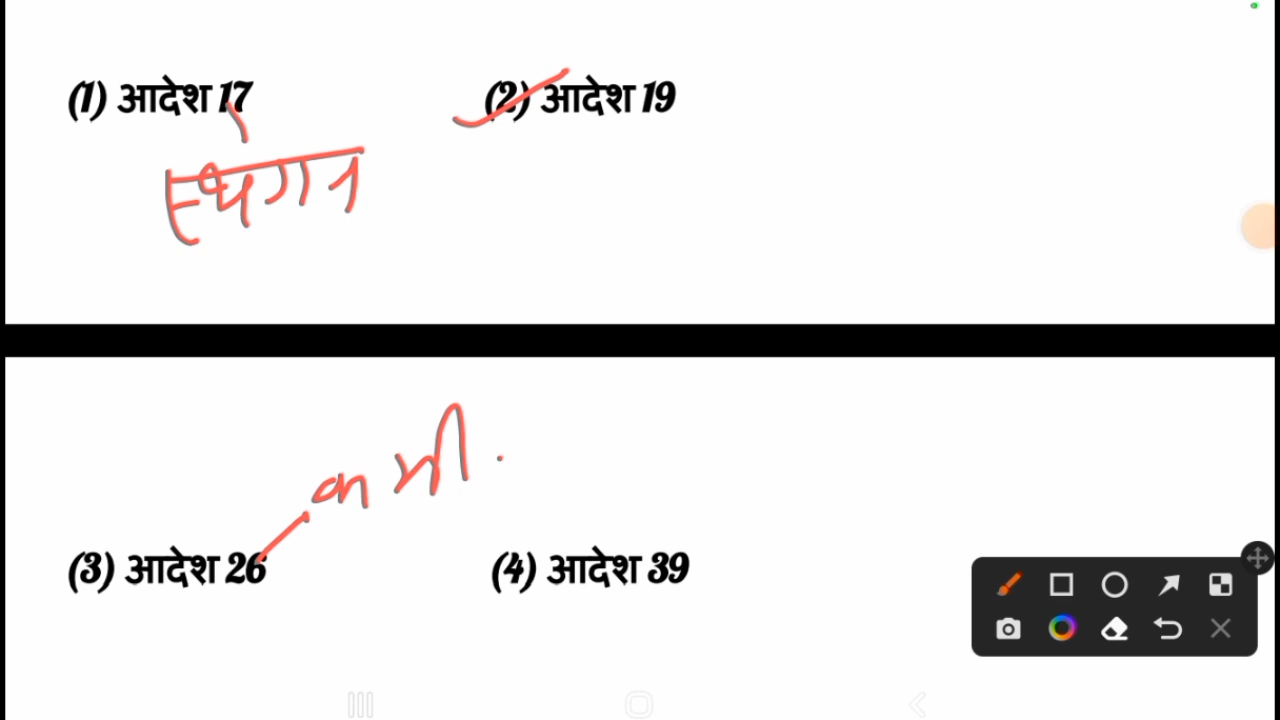 (1) आदेश 17 (2) आदेश 19
स्थगन
कमी
(3) आदेश 26 (4) आदेश 39